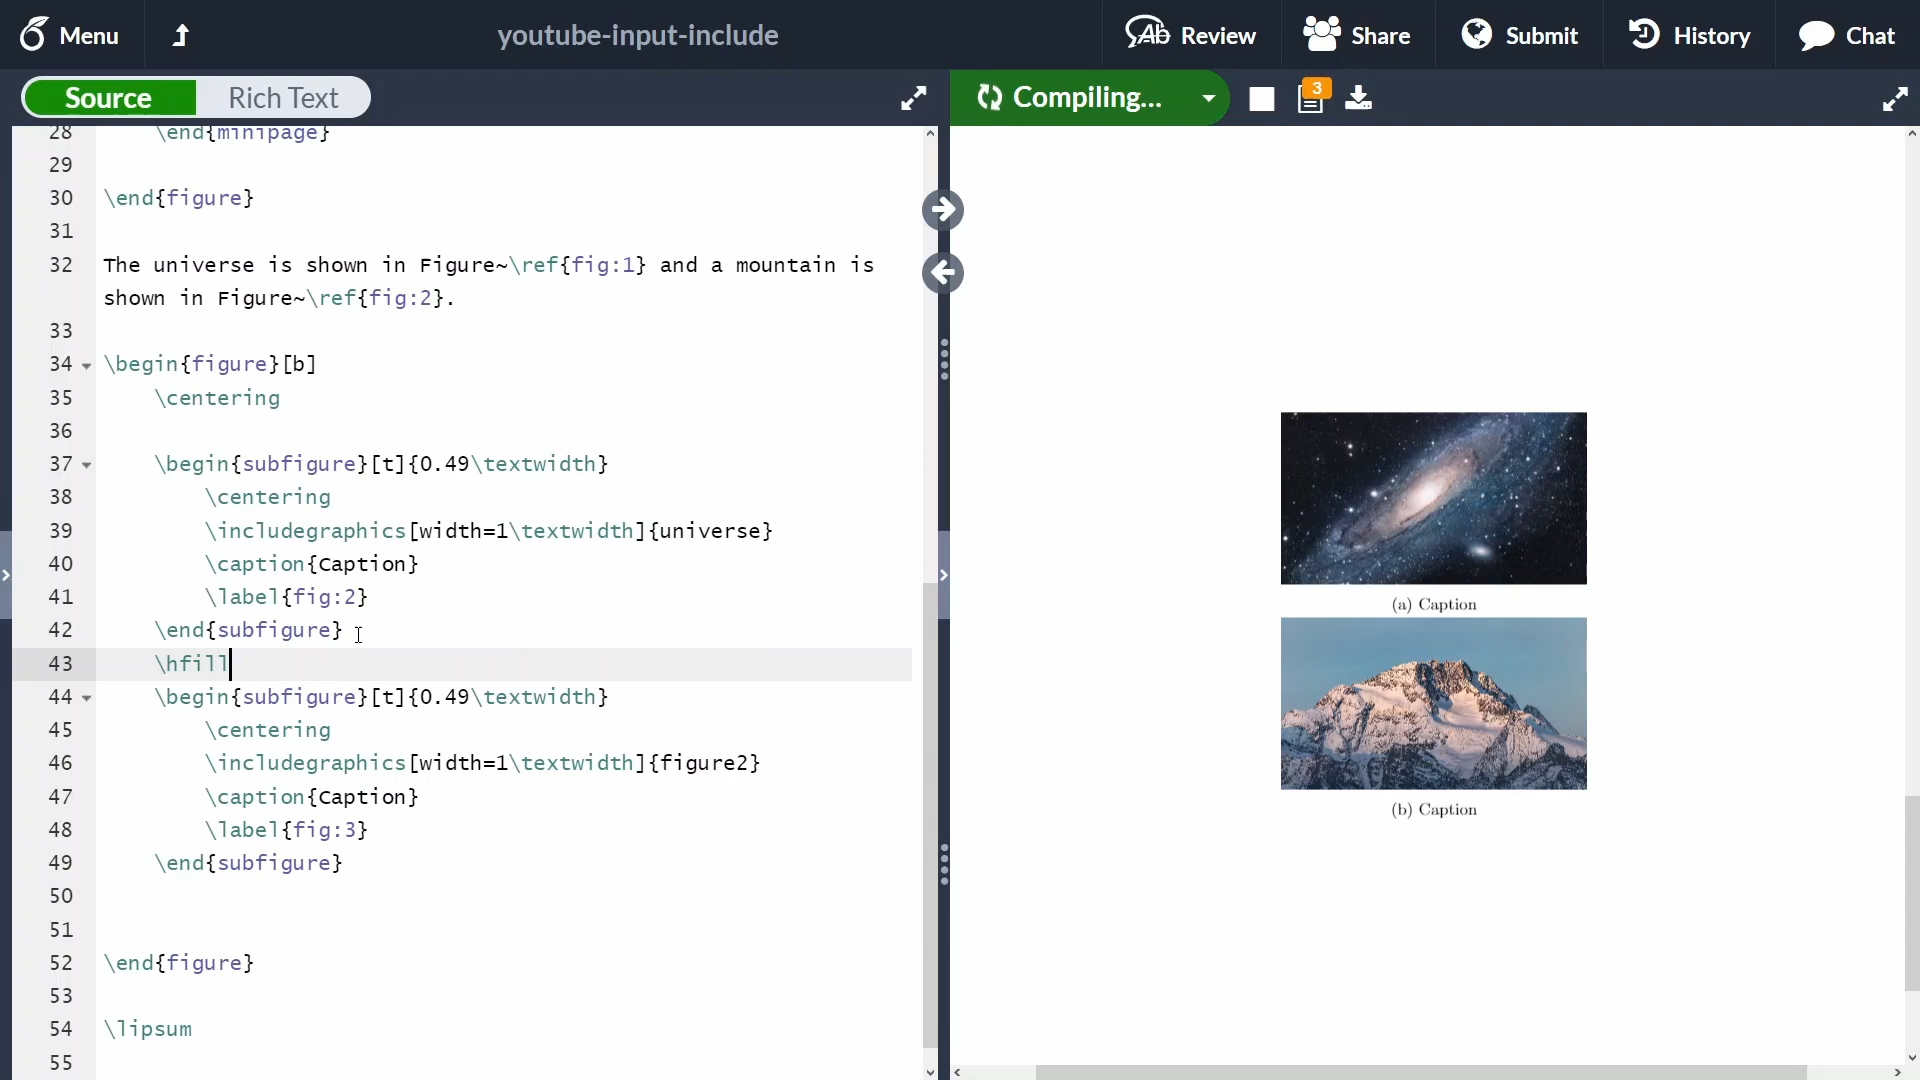 Menu
youtube-input-include
Review
Share
Submit
History
Chat
Source
Rich Text
Compiling...
3
28 \end{minipage}
29
30 \end{figure}
31
32 The universe is shown in Figure~\ref{fig:1} and a mountain is
shown in Figure~\ref{fig:2}.
33
34 \begin{figure}[b]
35 \centering
36
37 \begin{subfigure}[t]{0.49\textwidth}
38 \centering
39 \includegraphics[width=1\textwidth]{universe}
40 \caption{Caption}
41 \label{fig:2}
42 \end{subfigure}
43 \hfill
44 \begin{subfigure}[t]{0.49\textwidth}
45 \centering
46 \includegraphics[width=1\textwidth]{figure2}
47 \caption{Caption}
48 \label{fig:3}
49 \end{subfigure}
50
51
52 \end{figure}
53
54 \lipsum
55
(a) Caption
(b) Caption